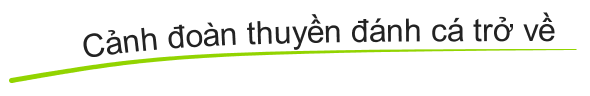 Cảnh đoàn thuyền đánh cá trở về